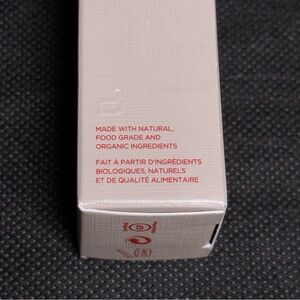 MADE WITH NATURAL,
FOOD GRADE AND
ORGANIC INGREDIENTS
FAIT À PARTIR D'INGRÉDIENTS
BIOLOGIQUES, NATURELS
ET DE QUALITÉ ALIMENTAIRE